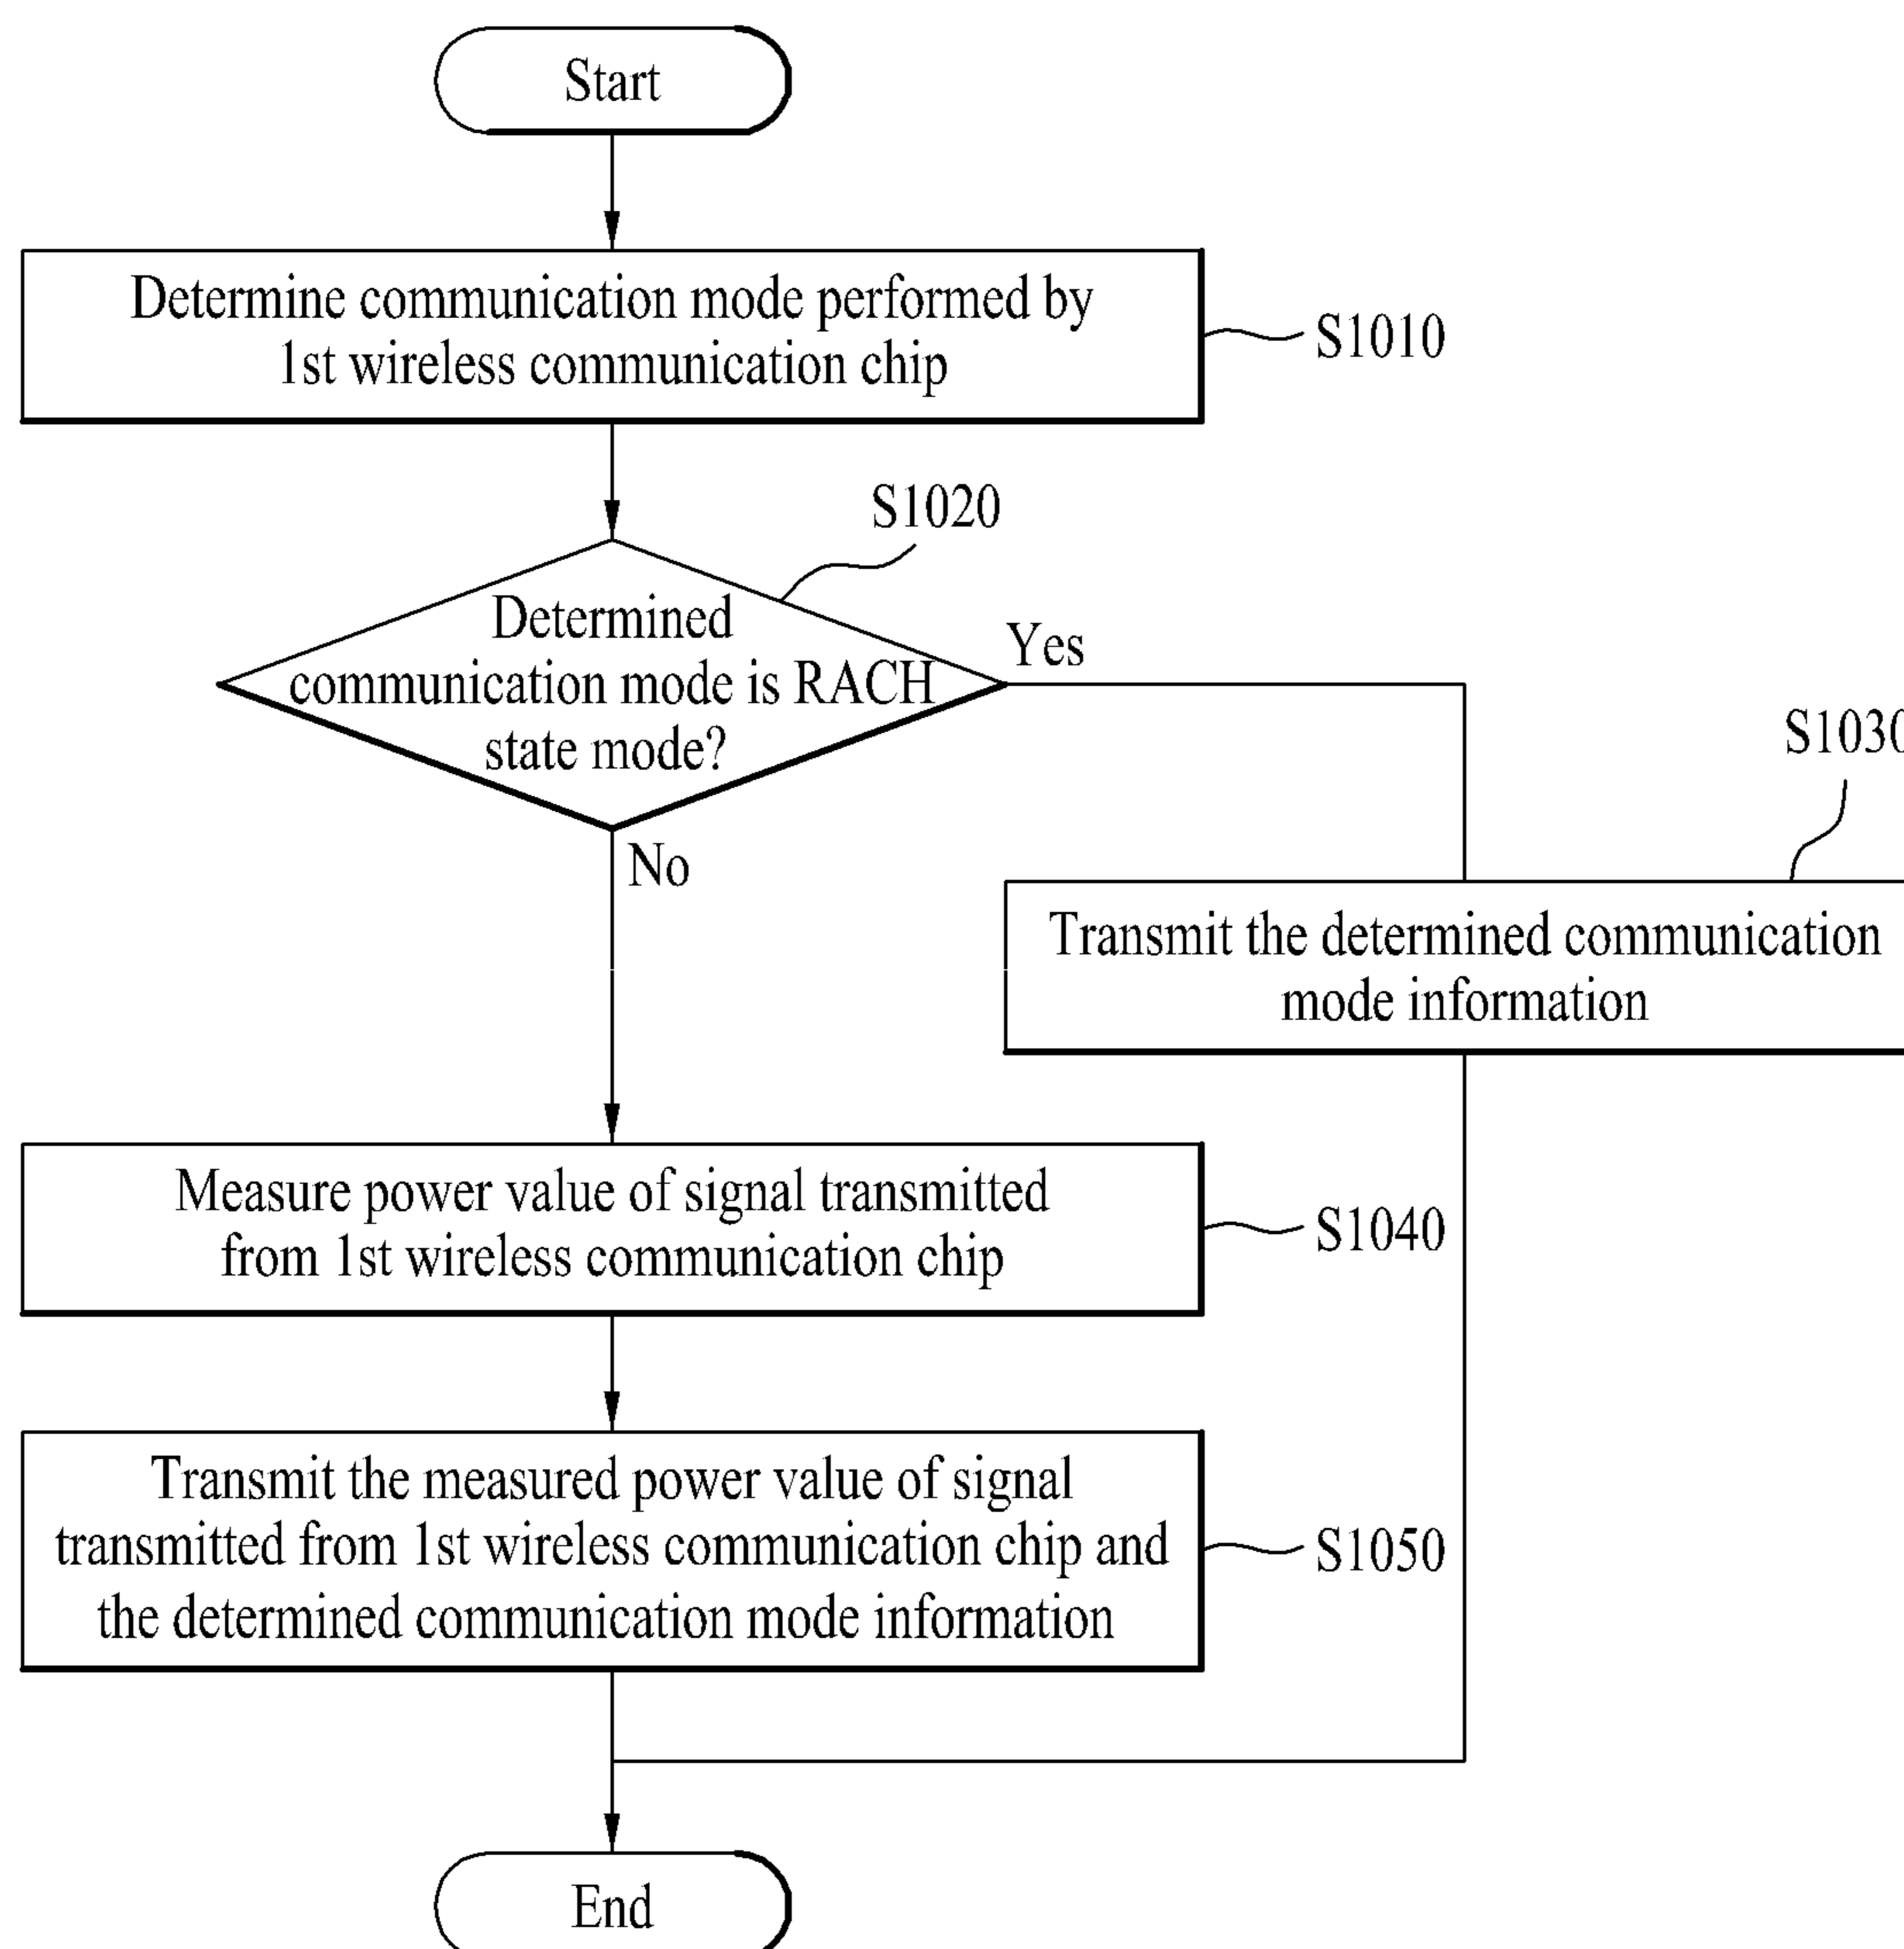 Start
Determine communication mode performed by
1st wireless communication chip
S1010
S1020
Determined
communication mode is RACH
state mode?
Yes
No
S1030
Transmit the determined communication
mode information
Measure power value of signal transmitted
from 1st wireless communication chip
S1040
Transmit the measured power value of signal
transmitted from 1st wireless communication chip and
the determined communication mode information
S1050
End